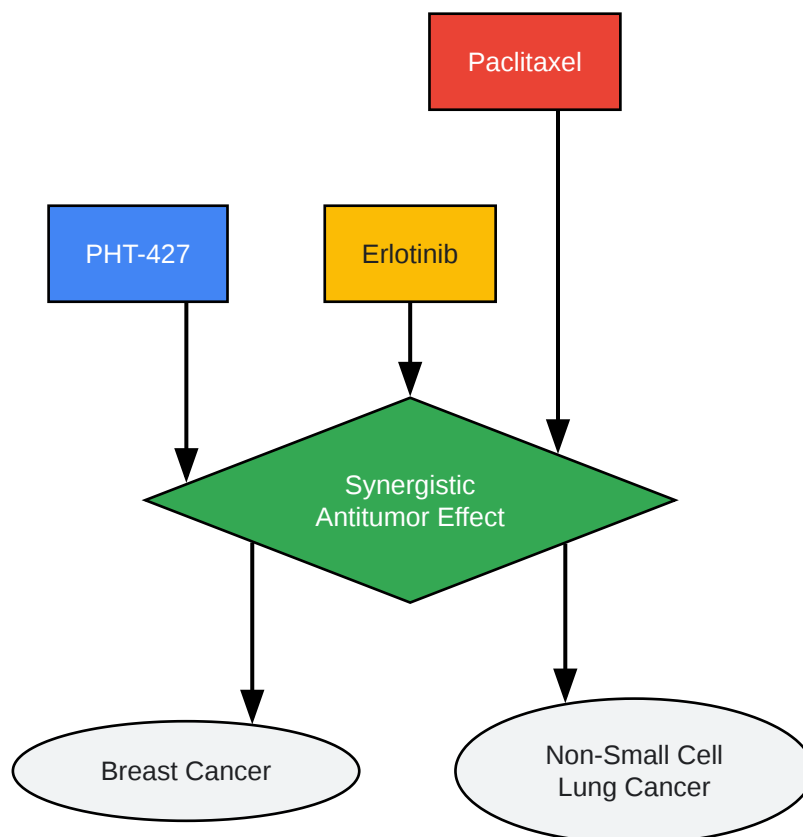 Paclitaxel
PHT-427
Erlotinib
Synergistic
Antitumor Effect
Breast Cancer
Non-Small Cell
Lung Cancer